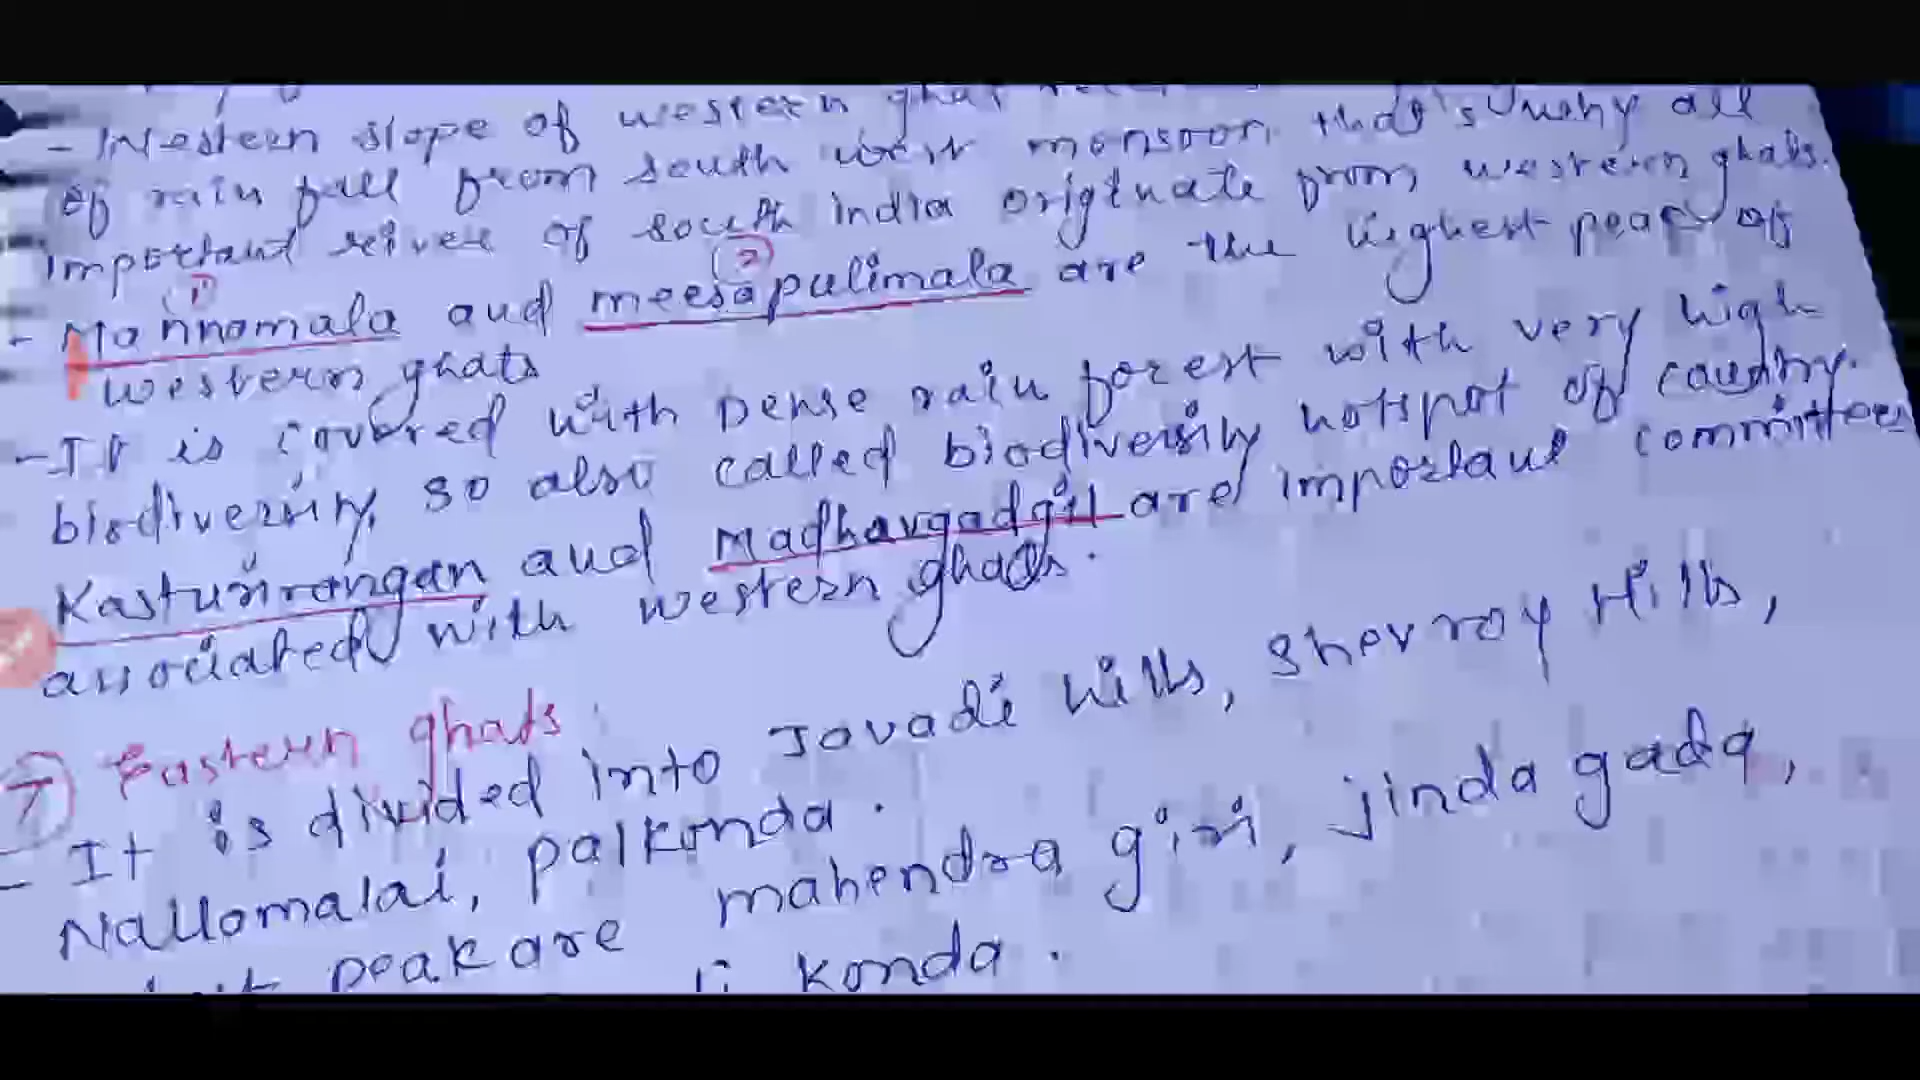 - Western slope of western ghat
of rain fall from south west monsoon that's why all
important river of south india originate from western ghats.
① ②
- Mannamala and meesapulimala are the highest peak of
western ghats
- It is covered with Dense rain forest with very high
biodiversity, so also called biodiversity hotspot of country.
Kasturirangan and Madhavgadgil are important committees
associated with western ghats.
⑦ Eastern ghats :
- It is divided into Javadi hills, Shevroy Hills,
Nallomalai, palkonda.
peak are mahendra giri, jinda gada,
konda.